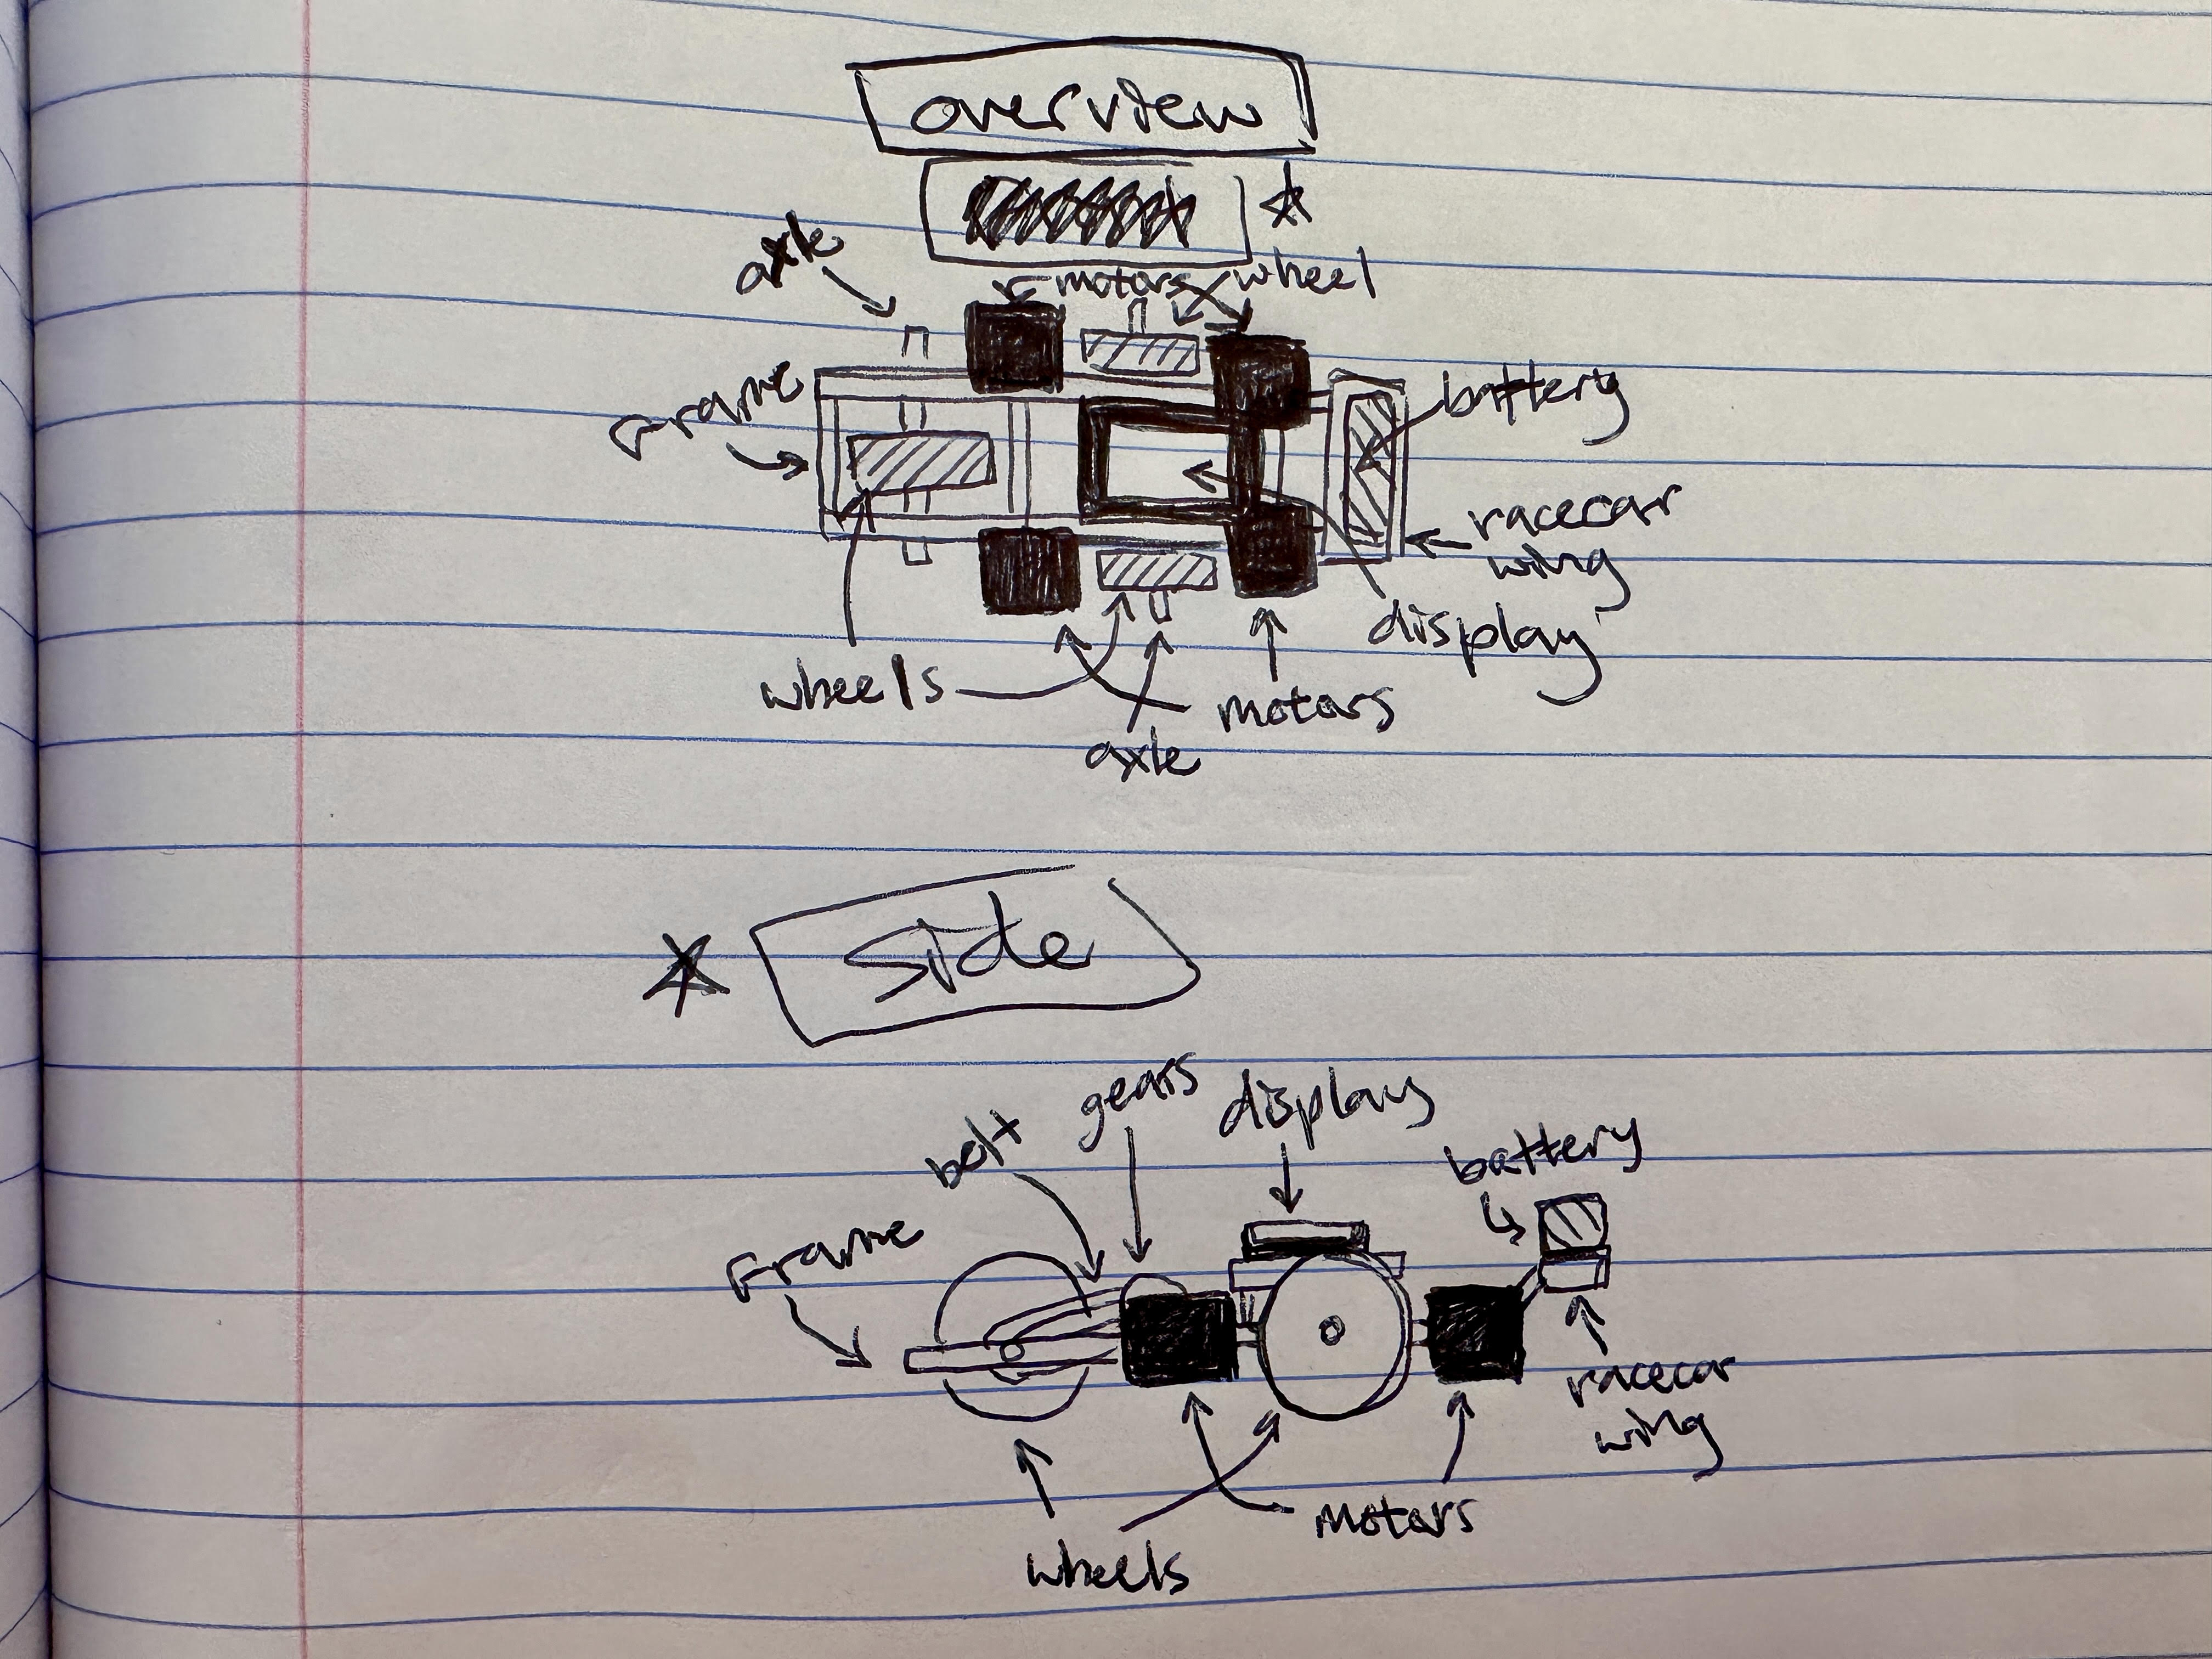 overview
axle
motors wheel
Frame
battery
racecar
wing
display
wheels
motors
axle
side
gears
display
belt
battery
Frame
racecar
wing
motors
wheels